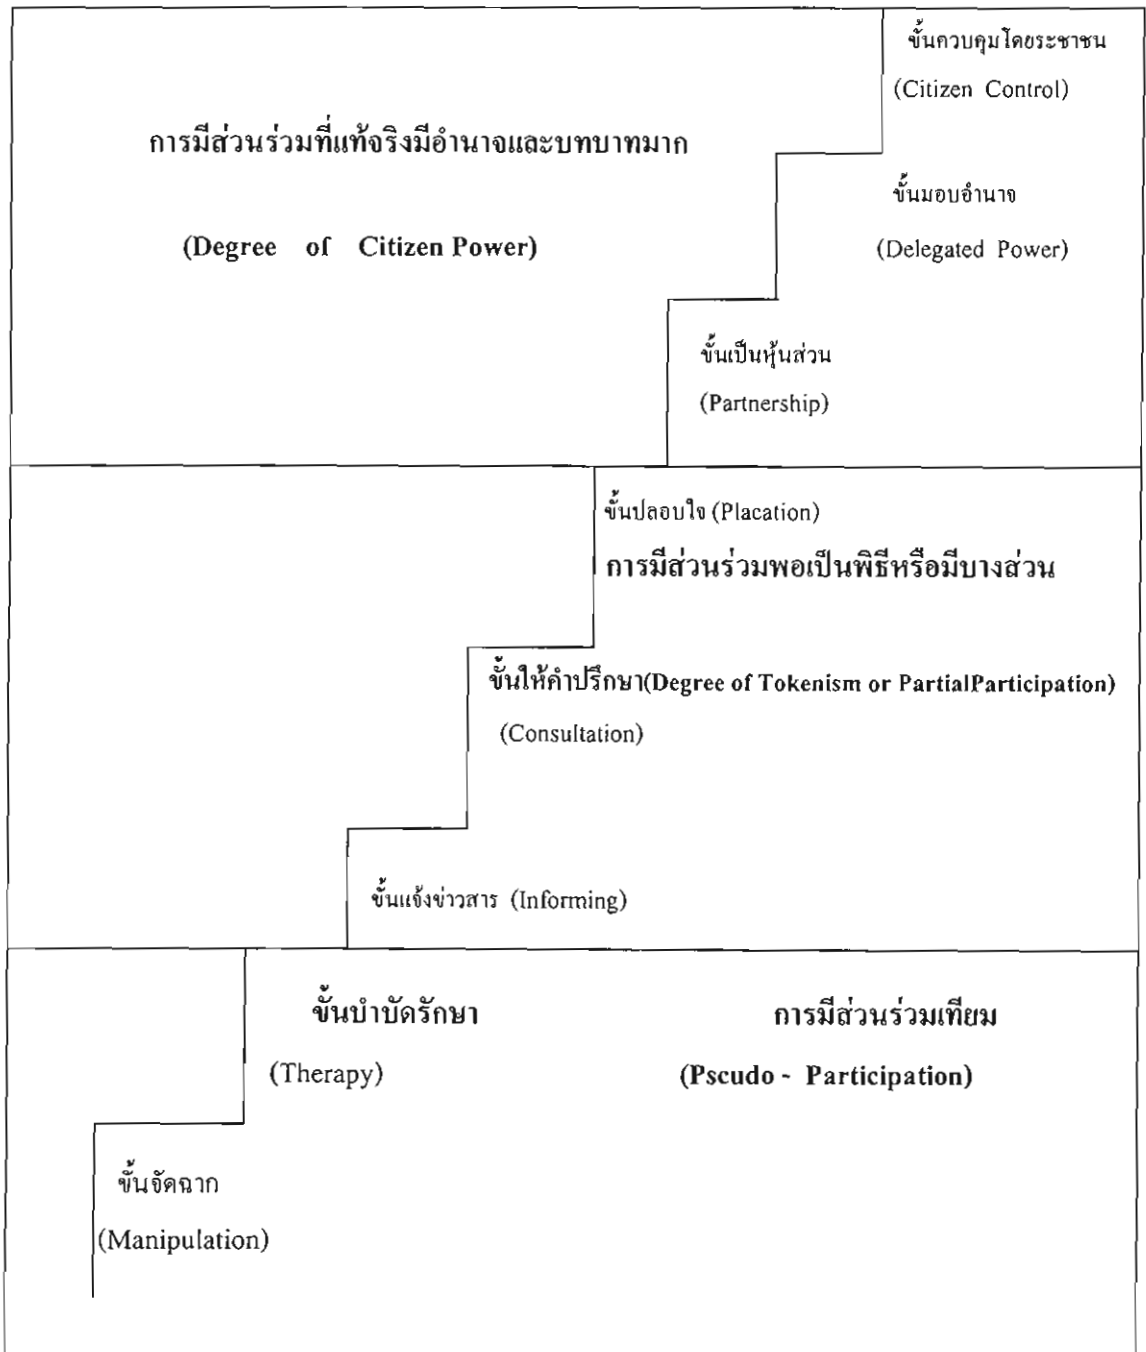 ขั้นควบคุมโดยระชาชน
(Citizen Control)
การมีส่วนร่วมที่แท้จริงมีอำนาจและบทบาทมาก
ขั้นมอบอำนาจ
(Degree of Citizen Power)
(Delegated Power)
ขั้นเป็นหุ้นส่วน
(Partnership)
ขั้นปลอบใจ (Placation)
การมีส่วนร่วมพอเป็นพิธีหรือมีบางส่วน
ขั้นให้คำปรึกษา(Degree of Tokenism or PartialParticipation)
(Consultation)
ขั้นแจ้งข่าวสาร (Informing)
ขั้นบำบัดรักษา การมีส่วนร่วมเทียม
(Therapy) (Pscudo - Participation)
ขั้นจัดฉาก
(Manipulation)